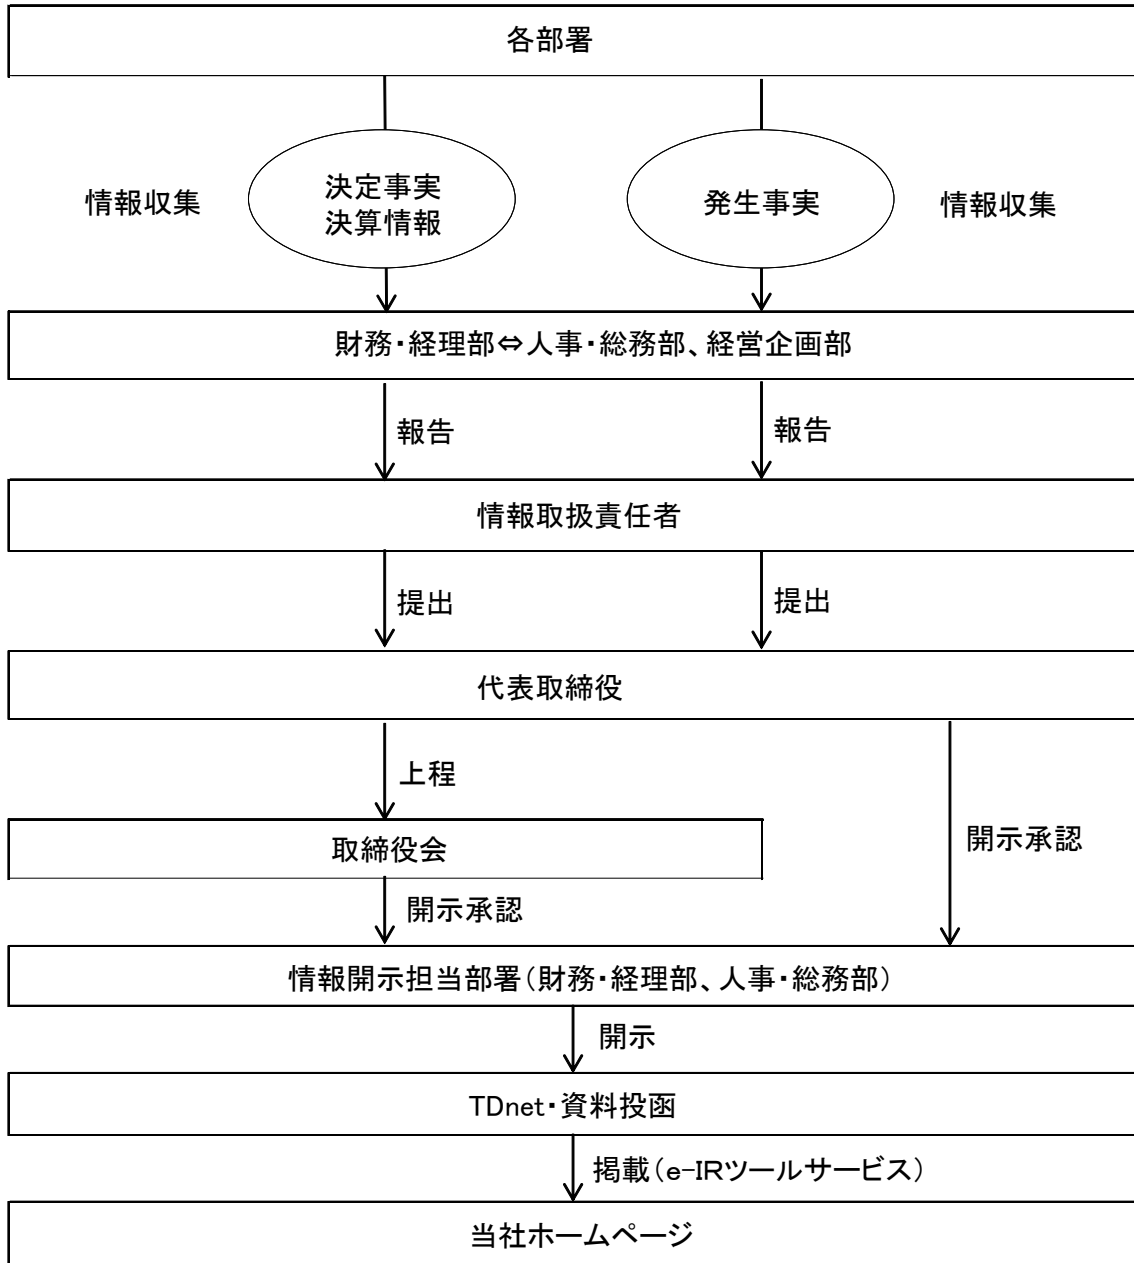 各部署
情報収集
決定事実
決算情報
発生事実
情報収集
財務・経理部⇔人事・総務部、経営企画部
報告
報告
情報取扱責任者
提出
提出
代表取締役
上程
取締役会
開示承認
開示承認
情報開示担当部署(財務・経理部、人事・総務部)
開示
TDnet・資料投函
掲載(e-IRツールサービス)
当社ホームページ